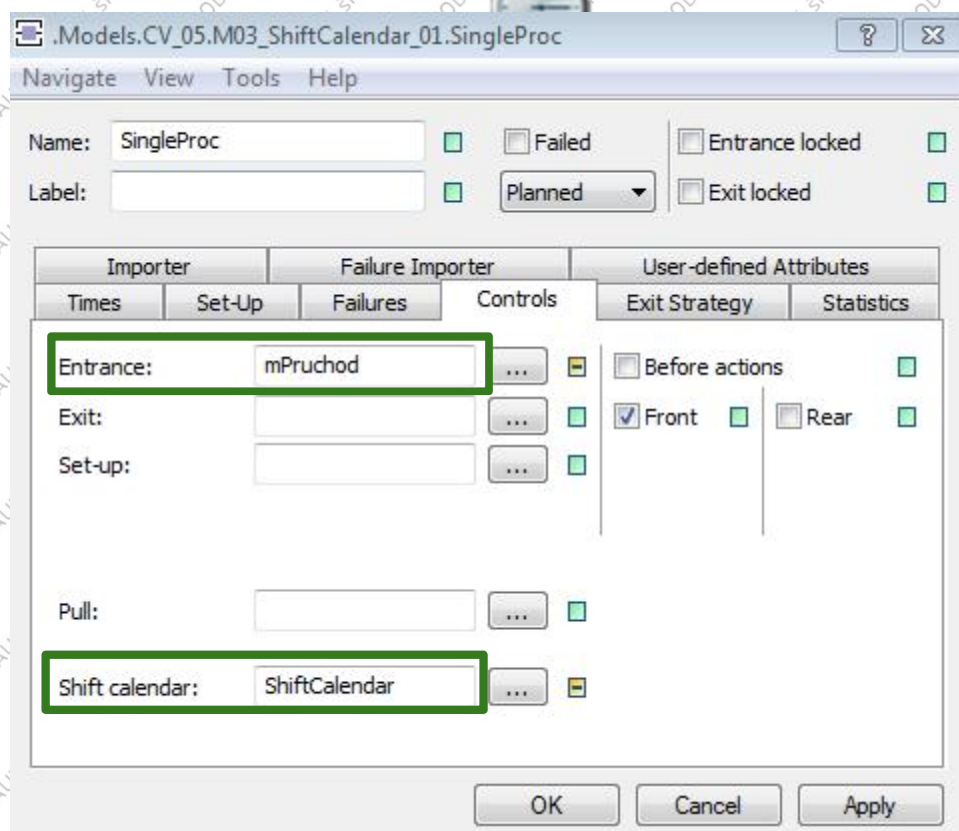 .Models.CV_05.M03_ShiftCalendar_01.SingleProc
Navigate View Tools Help
Name: SingleProc Failed Entrance locked
Label: Planned Exit locked
Importer Failure Importer User-defined Attributes
Times Set-Up Failures Controls Exit Strategy Statistics
Entrance: mPruchod ... Before actions
Exit: ... Front Rear
Set-up: ...
Pull: ...
Shift calendar: ShiftCalendar ...
OK Cancel Apply